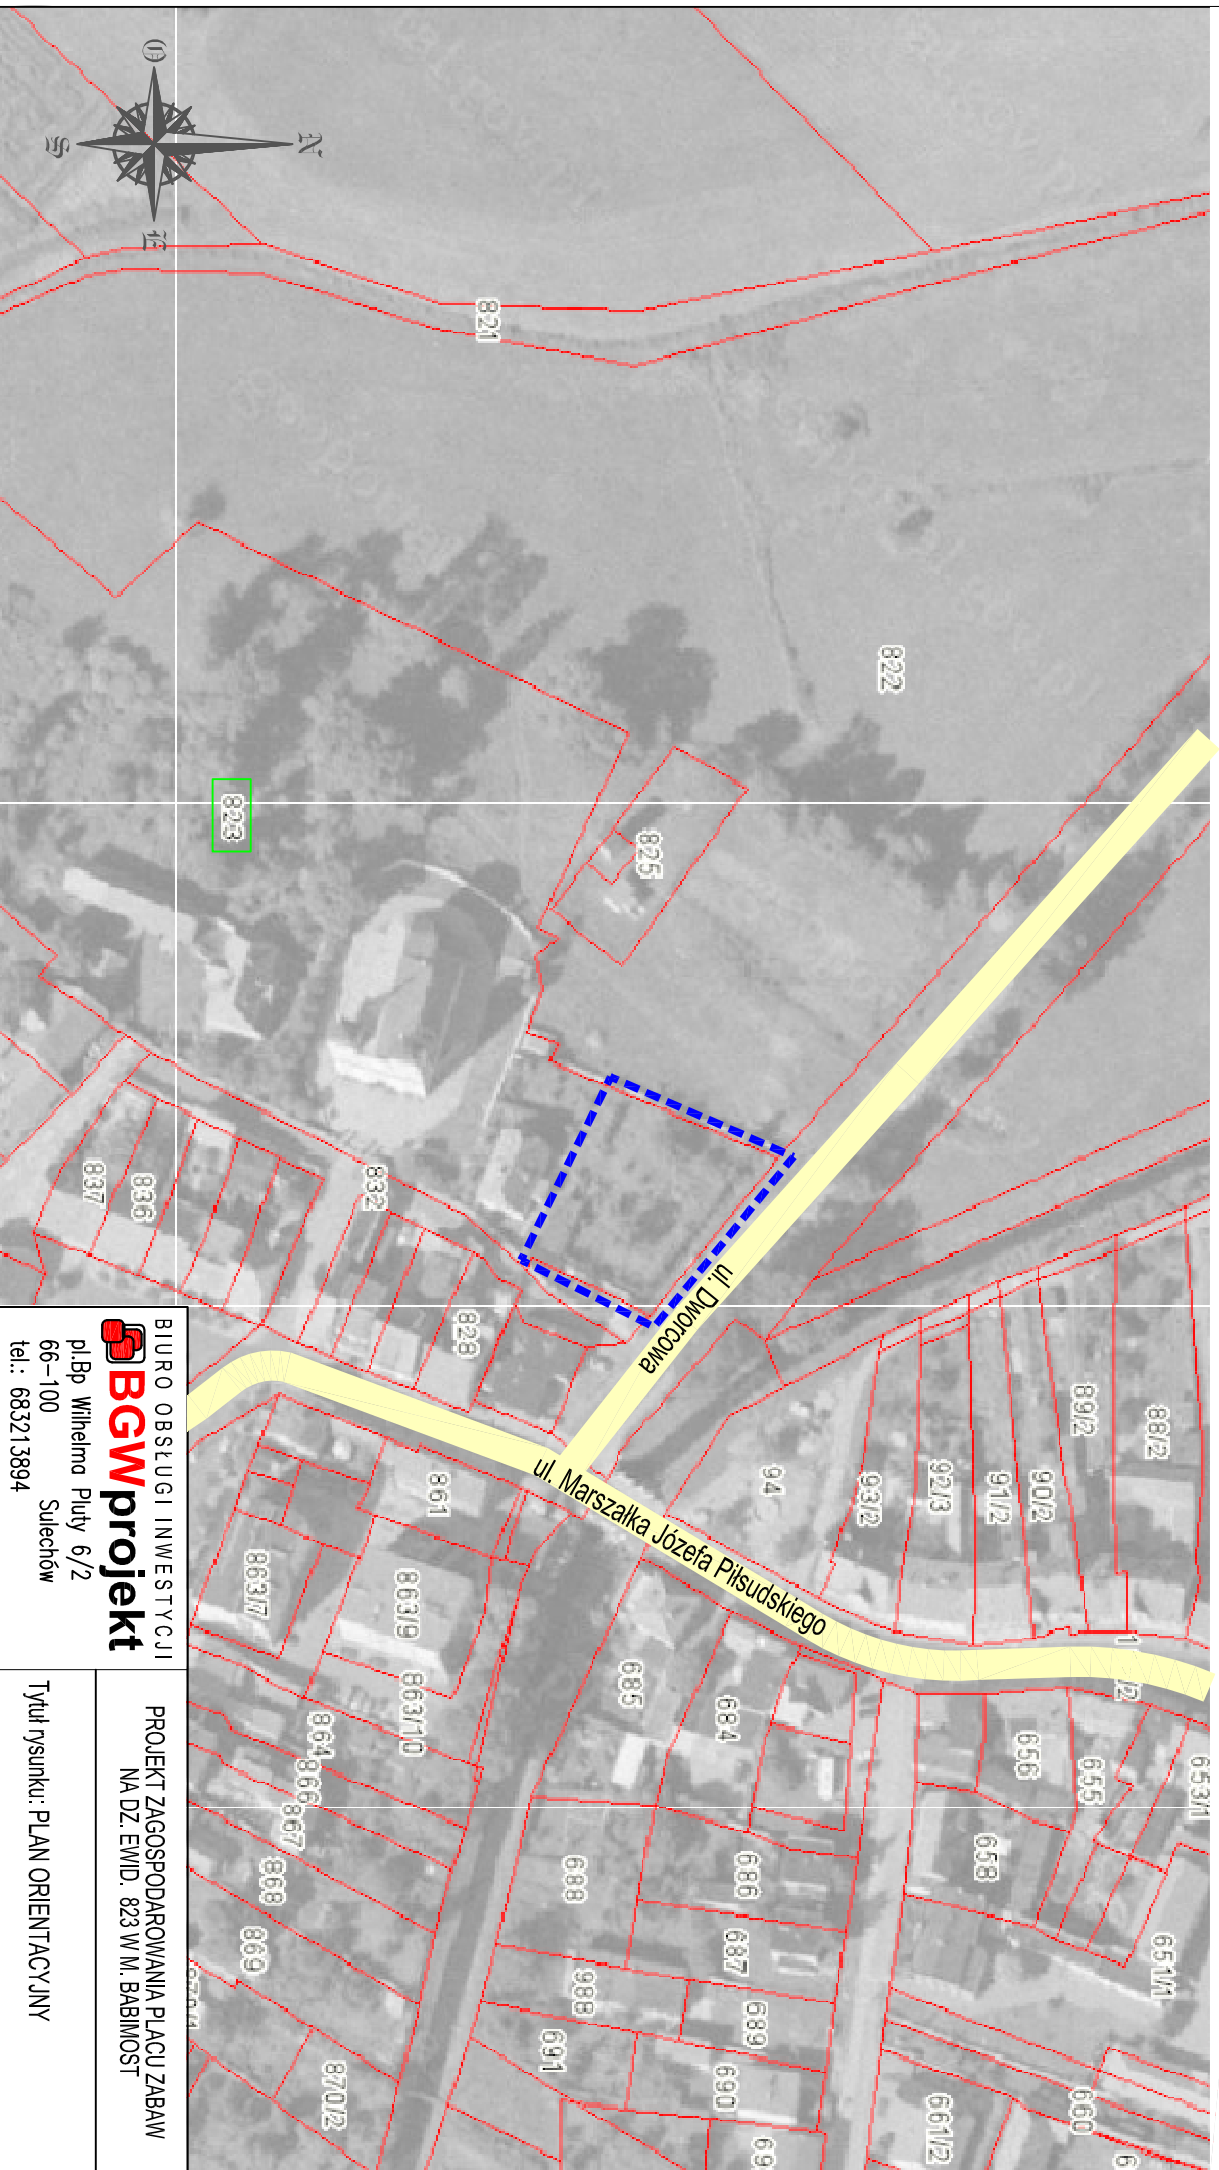 O
N
S
E
821
822
823
825
ul. Dworcowa
ul. Marszałka Józefa Piłsudskiego
832
837
836
828
94
93/2
92/3
91/2
90/2
89/2
88/2
861
863/7
863/9
863/10
864
866
867
868
869
870/2
685
684
656
655
653/1
658
651/1
688
686
687
988
689
691
690
661/2
660
BIURO OBSŁUGI INWESTYCJI
BGWprojekt
pl.Bp Wilhelma Pluty 6/2
66-100 Sulechów
tel.: 683213894
PROJEKT ZAGOSPODAROWANIA PLACU ZABAW
NA DZ. EWID. 823 W M. BABIMOST
Tytuł rysunku: PLAN ORIENTACYJNY